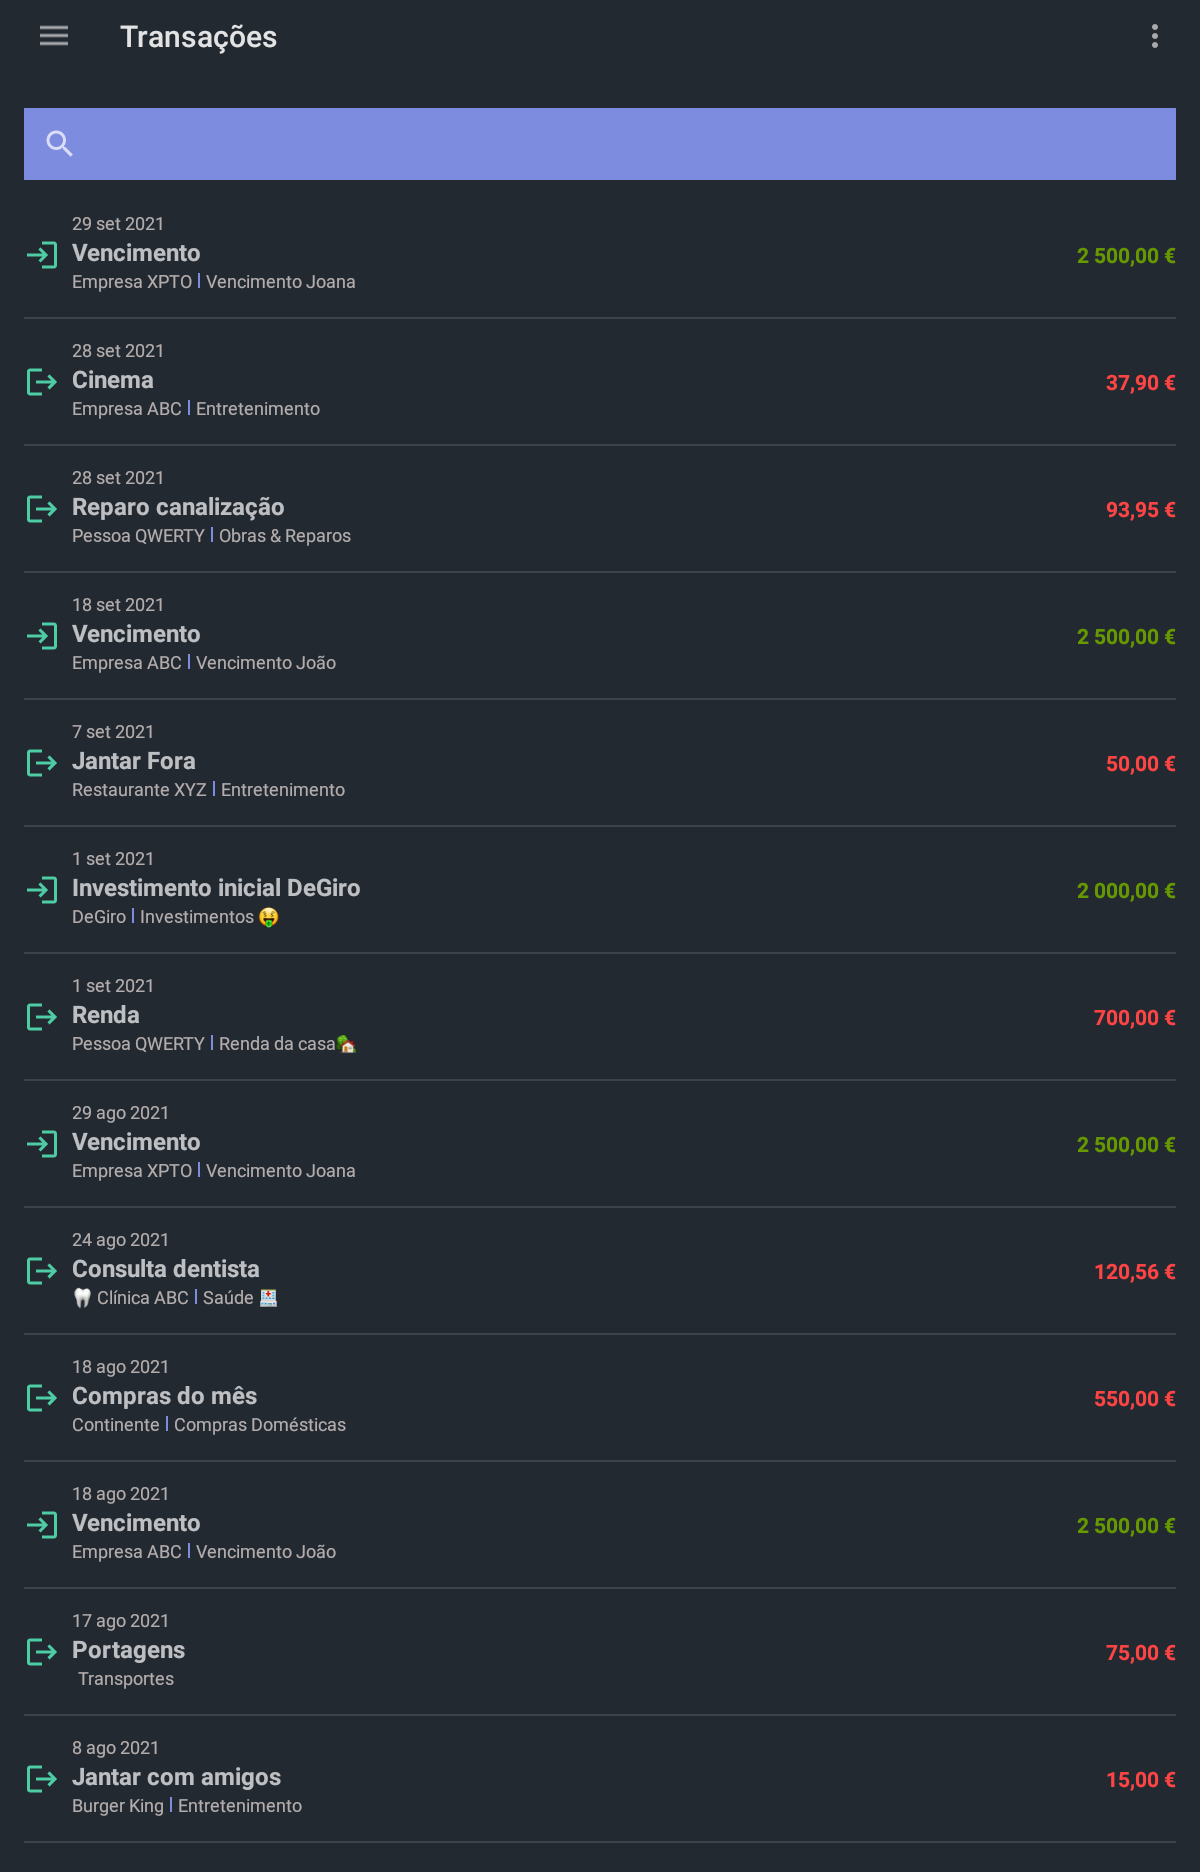 Transações
29 set 2021
Vencimento
2 500,00 €
Empresa XPTO | Vencimento Joana
28 set 2021
Cinema
37,90 €
Empresa ABC | Entretenimento
28 set 2021
Reparo canalização
93,95 €
Pessoa QWERTY | Obras & Reparos
18 set 2021
Vencimento
2 500,00 €
Empresa ABC | Vencimento João
7 set 2021
Jantar Fora
50,00 €
Restaurante XYZ | Entretenimento
1 set 2021
Investimento inicial DeGiro
2 000,00 €
DeGiro | Investimentos 🤑
1 set 2021
Renda
700,00 €
Pessoa QWERTY | Renda da casa🏡
29 ago 2021
Vencimento
2 500,00 €
Empresa XPTO | Vencimento Joana
24 ago 2021
Consulta dentista
120,56 €
🦷 Clínica ABC | Saúde 🏥
18 ago 2021
Compras do mês
550,00 €
Continente | Compras Domésticas
18 ago 2021
Vencimento
2 500,00 €
Empresa ABC | Vencimento João
17 ago 2021
Portagens
75,00 €
Transportes
8 ago 2021
Jantar com amigos
15,00 €
Burger King | Entretenimento